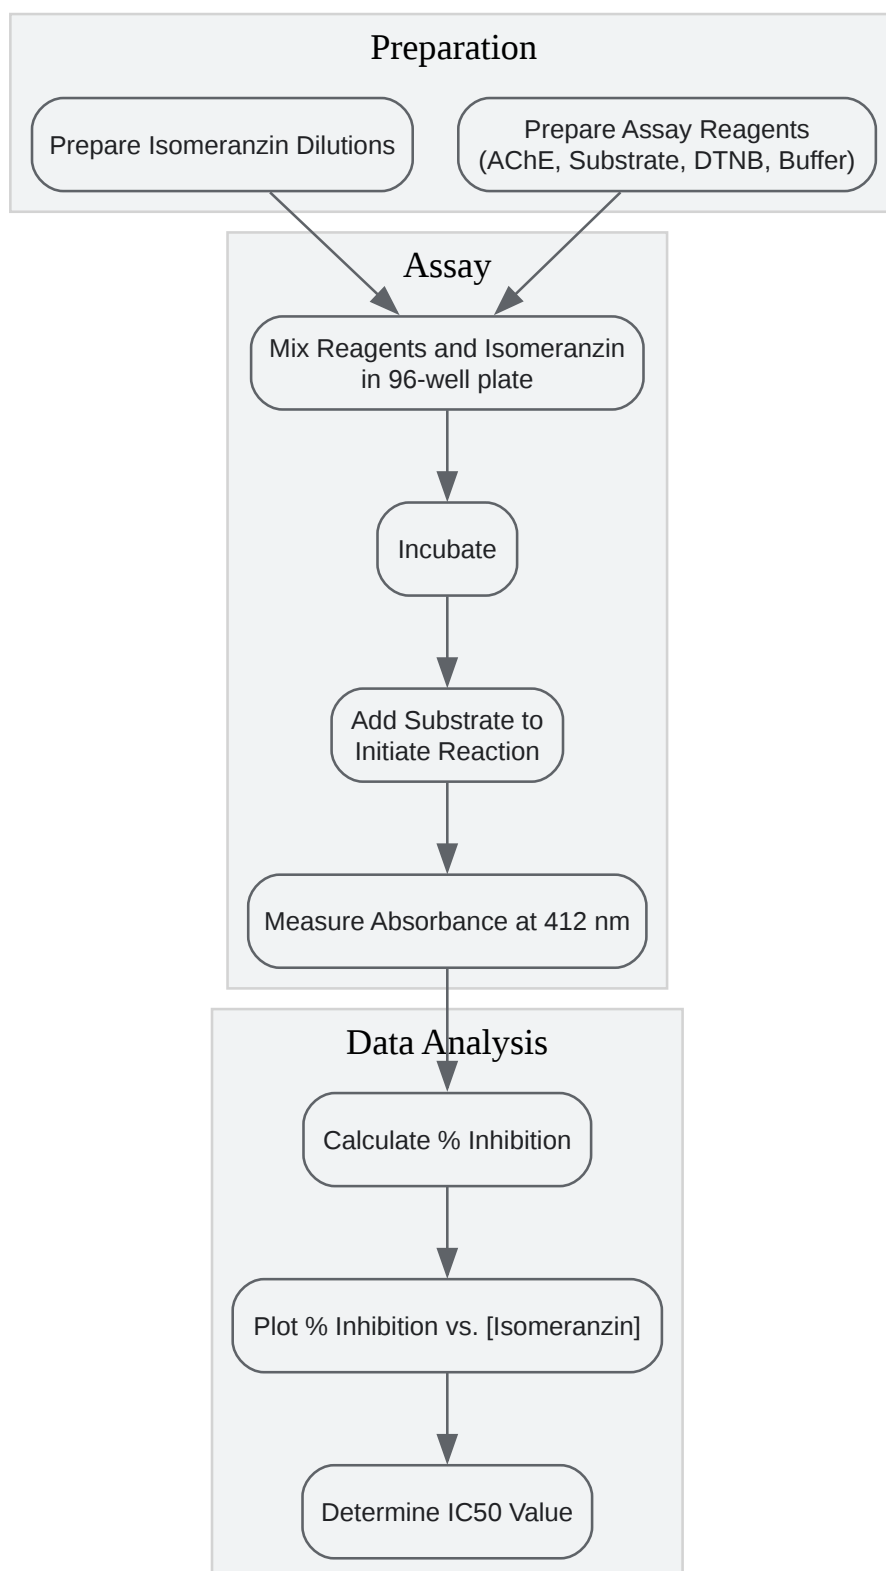 Preparation
Prepare Isomeranzin Dilutions
Prepare Assay Reagents
(AChE, Substrate, DTNB, Buffer)
Assay
Mix Reagents and Isomeranzin
in 96-well plate
Incubate
Add Substrate to
Initiate Reaction
Measure Absorbance at 412 nm
Data Analysis
Calculate % Inhibition
Plot % Inhibition vs. [Isomeranzin]
Determine IC50 Value